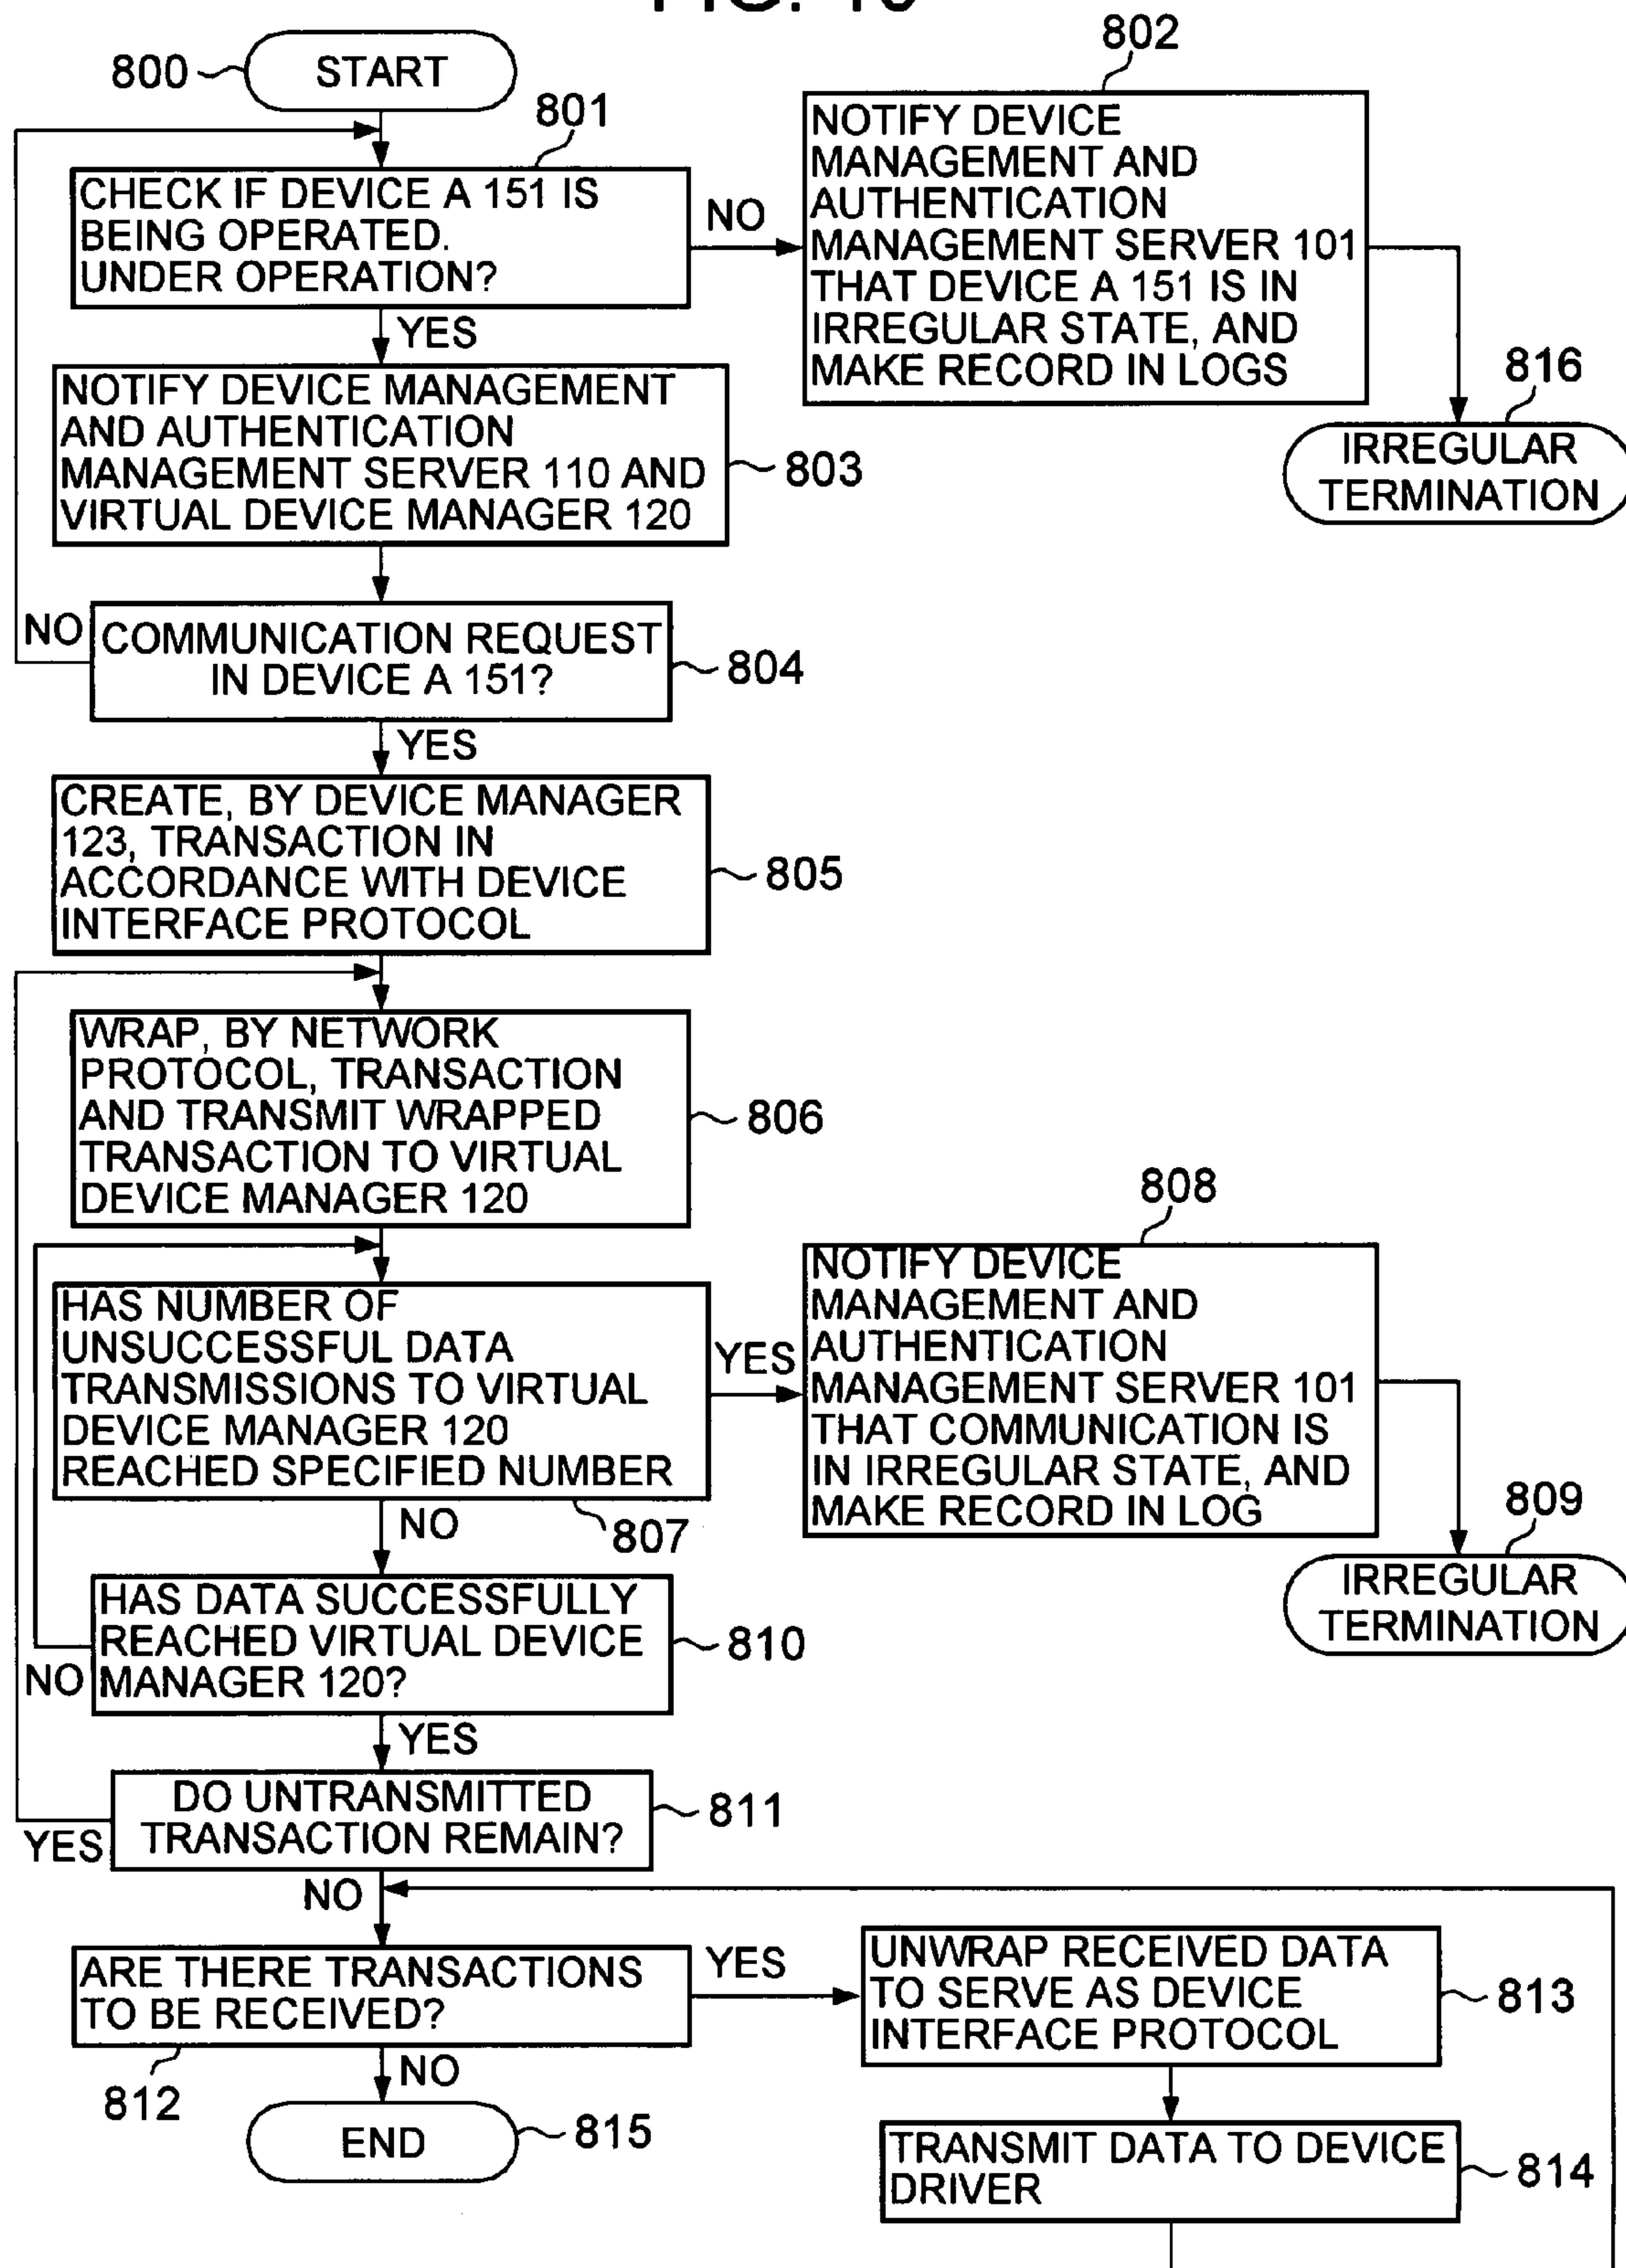 800
START
801
CHECK IF DEVICE A 151 IS
BEING OPERATED.
UNDER OPERATION?
NO
YES
802
NOTIFY DEVICE
MANAGEMENT AND
AUTHENTICATION
MANAGEMENT SERVER 101
THAT DEVICE A 151 IS IN
IRREGULAR STATE, AND
MAKE RECORD IN LOGS
816
IRREGULAR
TERMINATION
NOTIFY DEVICE MANAGEMENT
AND AUTHENTICATION
MANAGEMENT SERVER 110 AND
VIRTUAL DEVICE MANAGER 120
803
NO
COMMUNICATION REQUEST
IN DEVICE A 151?
804
YES
CREATE, BY DEVICE MANAGER
123, TRANSACTION IN
ACCORDANCE WITH DEVICE
INTERFACE PROTOCOL
805
WRAP, BY NETWORK
PROTOCOL, TRANSACTION
AND TRANSMIT WRAPPED
TRANSACTION TO VIRTUAL
DEVICE MANAGER 120
806
HAS NUMBER OF
UNSUCCESSFUL DATA
TRANSMISSIONS TO VIRTUAL
DEVICE MANAGER 120
REACHED SPECIFIED NUMBER
YES
NO
807
808
NOTIFY DEVICE
MANAGEMENT AND
AUTHENTICATION
MANAGEMENT SERVER 101
THAT COMMUNICATION IS
IN IRREGULAR STATE, AND
MAKE RECORD IN LOG
809
IRREGULAR
TERMINATION
HAS DATA SUCCESSFULLY
REACHED VIRTUAL DEVICE
MANAGER 120?
810
NO
YES
DO UNTRANSMITTED
TRANSACTION REMAIN?
811
YES
NO
ARE THERE TRANSACTIONS
TO BE RECEIVED?
YES
812
NO
UNWRAP RECEIVED DATA
TO SERVE AS DEVICE
INTERFACE PROTOCOL
813
END
815
TRANSMIT DATA TO DEVICE
DRIVER
814